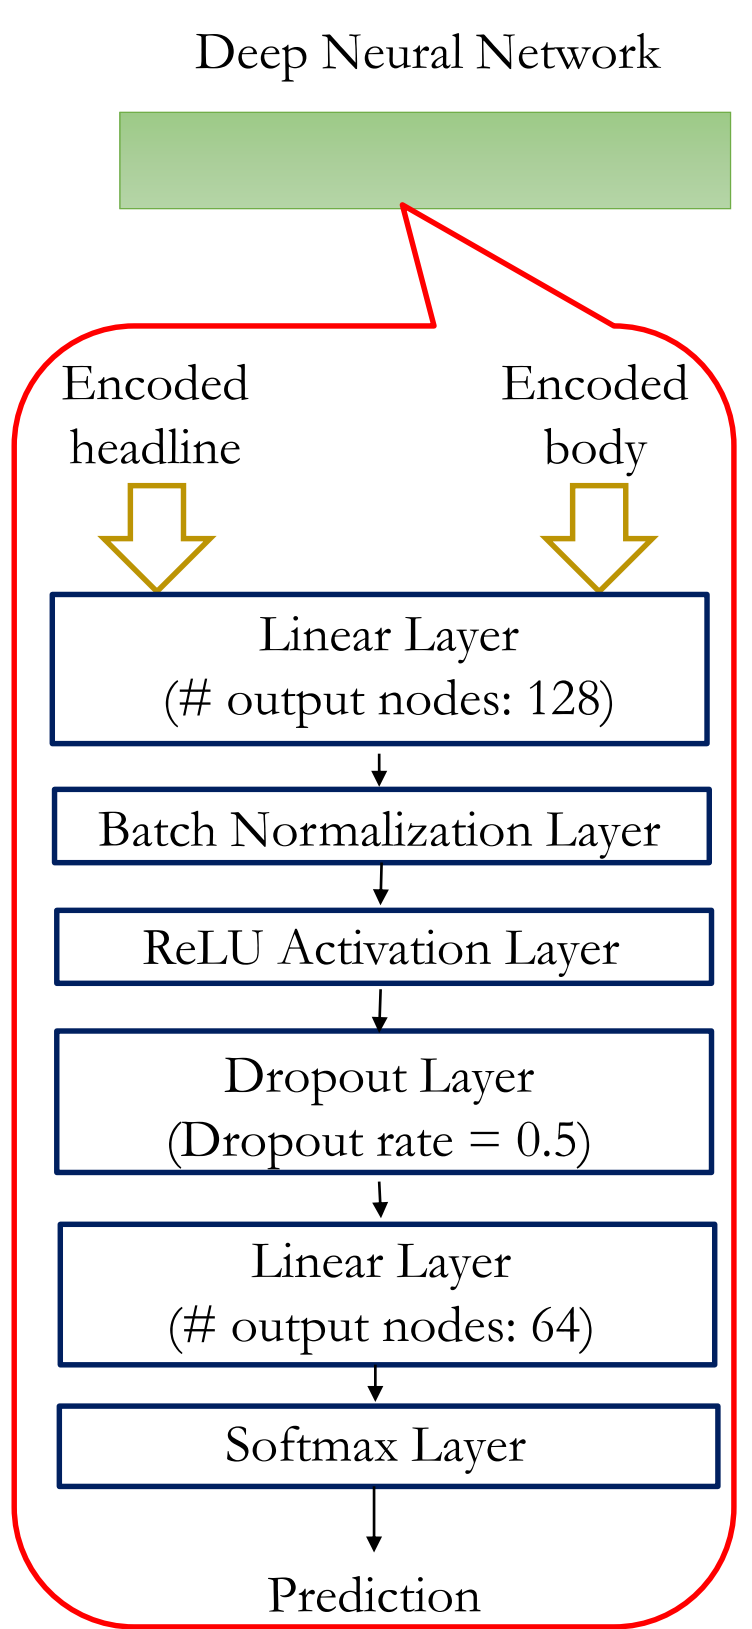 Deep Neural Network
Encoded
headline
Encoded
body
Linear Layer
(# output nodes: 128)
Batch Normalization Layer
ReLU Activation Layer
Dropout Layer
(Dropout rate = 0.5)
Linear Layer
(# output nodes: 64)
Softmax Layer
Prediction